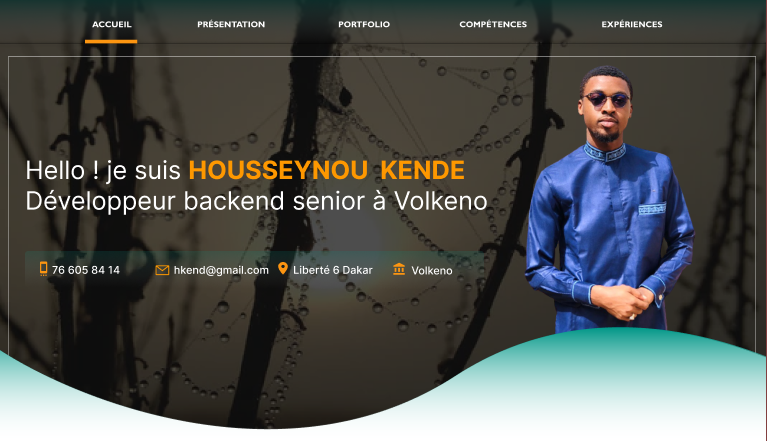 ACCUEIL PRÉSENTATION PORTFOLIO COMPÉTENCES EXPÉRIENCES
Hello ! je suis HOUSSEYNOU KENDE
Développeur backend senior à Volkeno
76 605 84 14 hkend@gmail.com Liberté 6 Dakar Volkeno